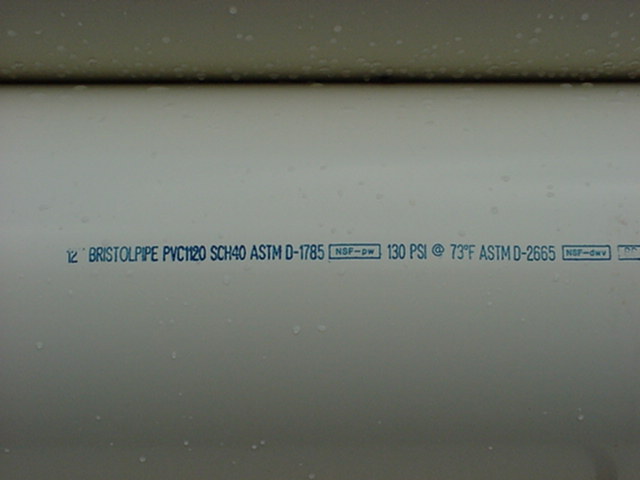 12" BRISTOLPIPE PVC1120 SCH40 ASTM D-1785 NSF-pw 130 PSI @ 73°F ASTM D-2665 NSF-dwv